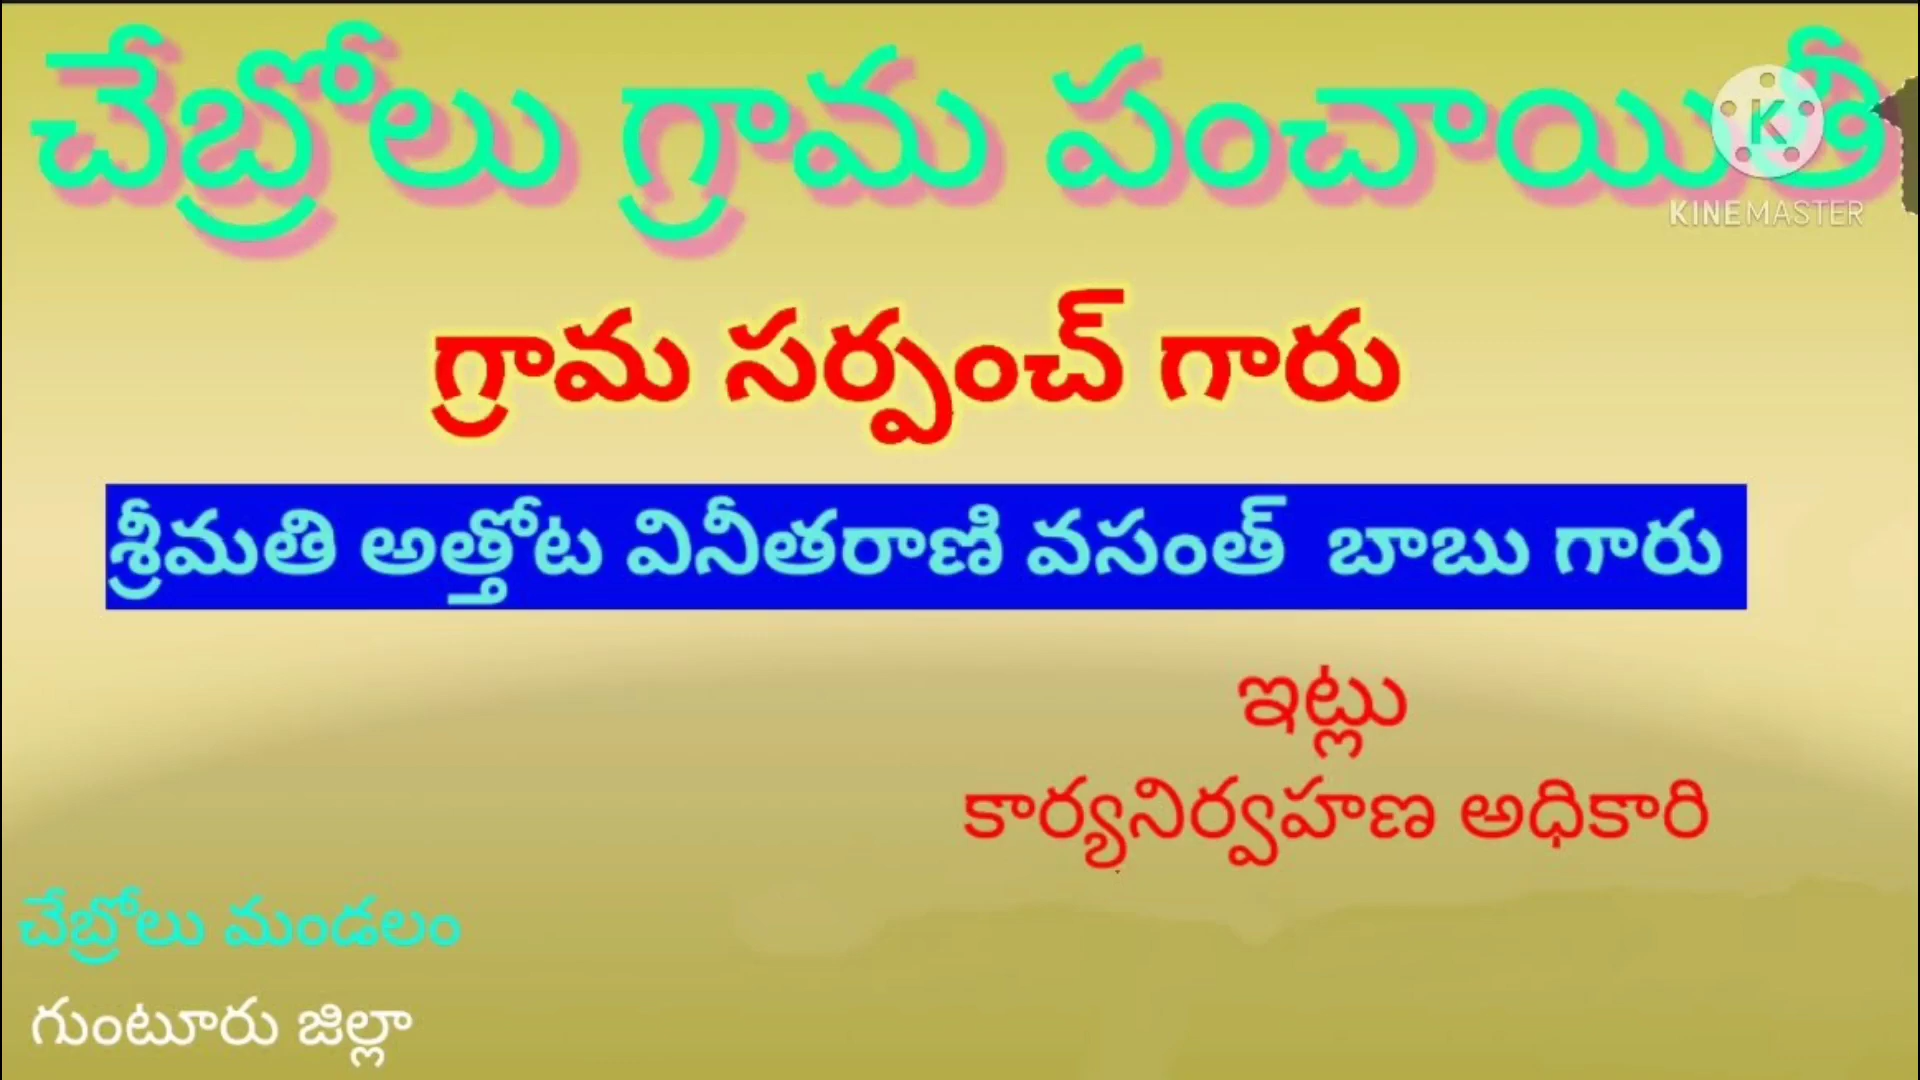 చేబ్రోలు గ్రామ పంచాయితీ
KINEMASTER
గ్రామ సర్పంచ్ గారు
శ్రీమతి అత్తోట వినీతరాణి వసంత్ బాబు గారు
ఇట్లు
కార్యనిర్వహణ అధికారి
చేబ్రోలు మండలం
గుంటూరు జిల్లా